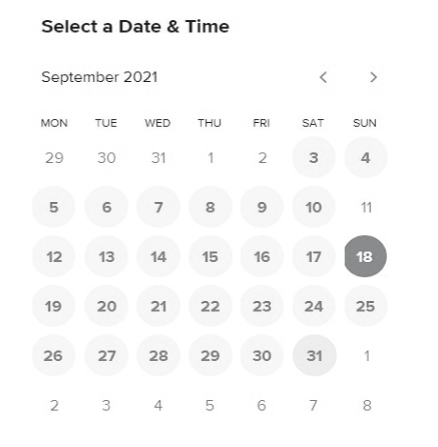 Select a Date & Time
September 2021
MON TUE WED THU FRI SAT SUN
29 30 31 1 2 3 4
5 6 7 8 9 10 11
12 13 14 15 16 17 18
19 20 21 22 23 24 25
26 27 28 29 30 31 1
2 3 4 5 6 7 8